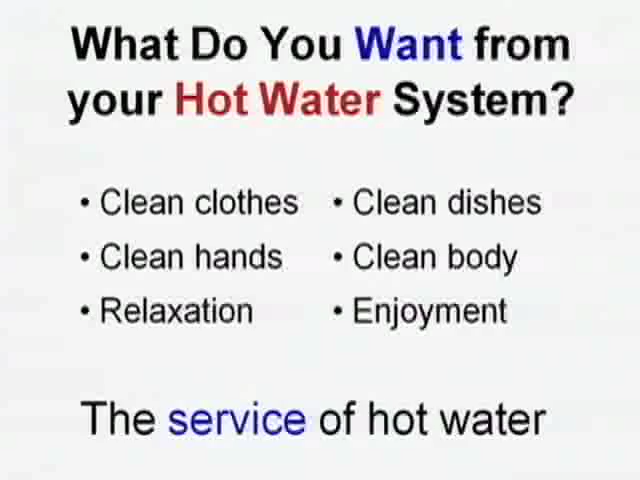 What Do You Want from
your Hot Water System?
• Clean clothes
• Clean hands
• Relaxation
• Clean dishes
• Clean body
• Enjoyment
The service of hot water